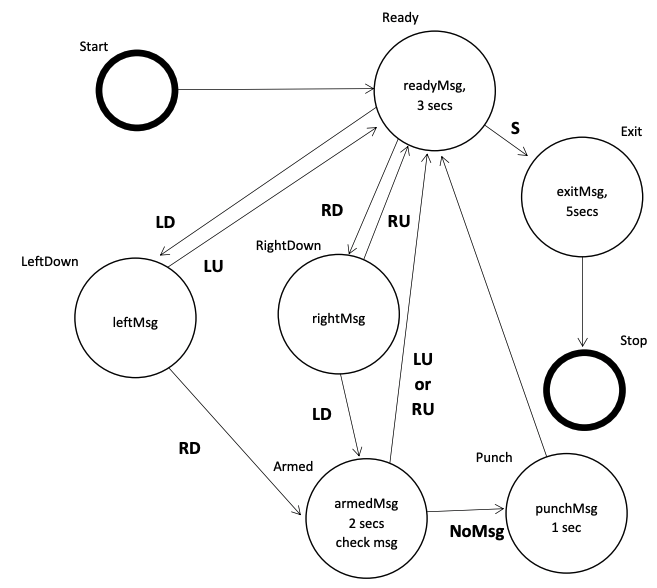 Ready
Start
readyMsg,
3 secs
S
Exit
exitMsg,
5secs
LD
RD
RU
RightDown
LeftDown
LU
leftMsg
rightMsg
Stop
LU
or
RU
LD
RD
Armed
Punch
armedMsg
2 secs
check msg
NoMsg
punchMsg
1 sec